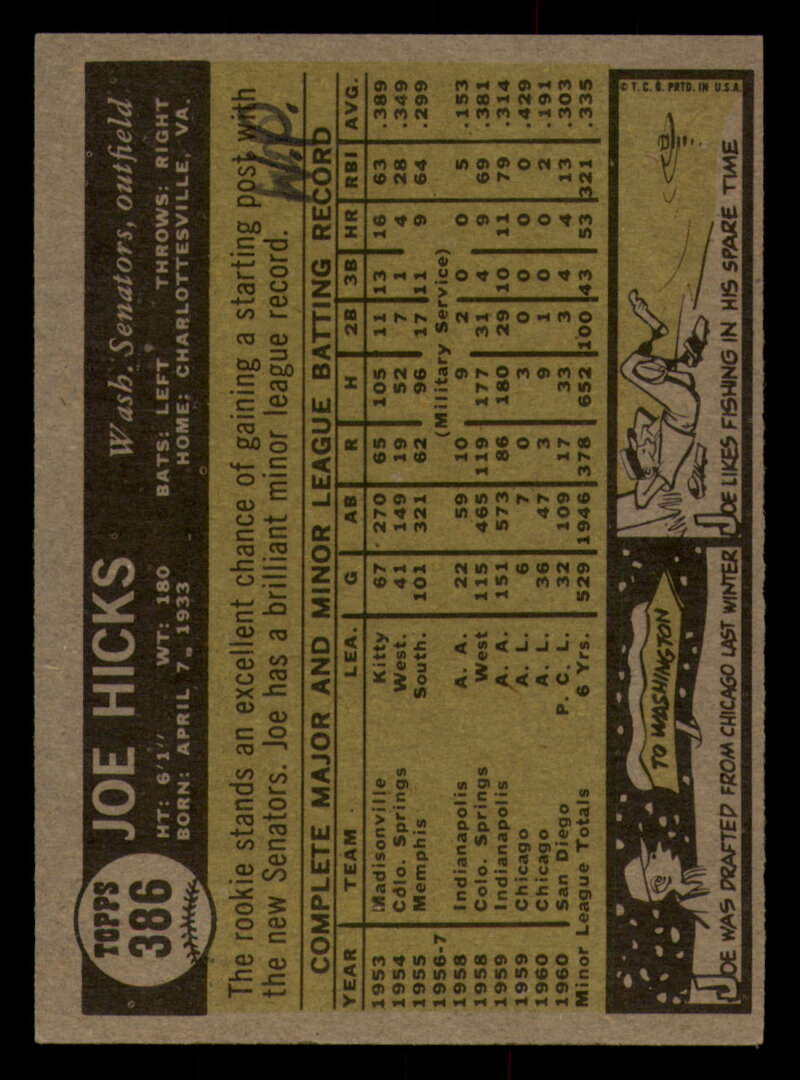 TOPPS
386
JOE HICKS Wash. Senators, outfield
HT: 6'1" WT: 180 BATS: LEFT THROWS: RIGHT
BORN: APRIL 7, 1933 HOME: CHARLOTTESVILLE, VA.
The rookie stands an excellent chance of gaining a starting post with
the new Senators. Joe has a brilliant minor league record.
COMPLETE MAJOR AND MINOR LEAGUE BATTING RECORD
YEAR TEAM LEA. G AB R H 2B 3B HR RBI AVG.
1953 Madisonville Kitty 67 270 65 105 11 13 16 63 .389
1954 Colo. Springs West. 41 149 19 52 7 1 4 28 .349
1955 Memphis South. 101 321 62 96 17 11 9 64 .299
1956-7 (Military Service)
1958 Indianapolis A. A. 22 59 10 9 2 0 0 5 .153
1958 Colo. Springs West 115 465 119 177 31 4 9 69 .381
1959 Indianapolis A. A. 151 573 86 180 29 10 11 79 .314
1959 Chicago A. L. 6 7 0 3 0 0 0 0 .429
1960 Chicago A. L. 36 47 3 9 1 0 0 2 .191
1960 San Diego P. C. L. 32 109 17 33 3 4 4 13 .303
Minor League Totals 6 Yrs. 529 1946 378 652 100 43 53 321 .335
TO WASHINGTON
JOE WAS DRAFTED FROM CHICAGO LAST WINTER
© T. C. G. PRTD. IN U.S.A.
JOE LIKES FISHING IN HIS SPARE TIME